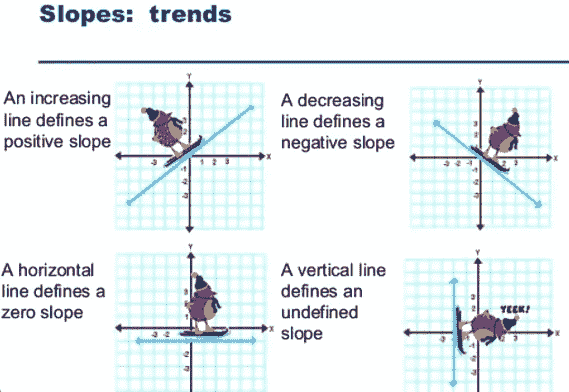 Slopes: trends
An increasing
line defines a
positive slope
A decreasing
line defines a
negative slope
A horizontal
line defines a
zero slope
A vertical line
defines an
undefined
slope
YEEK!